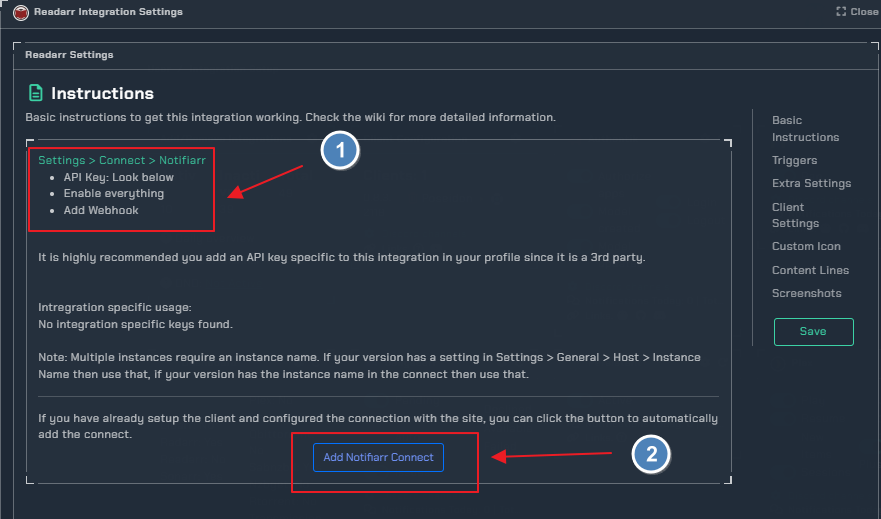 Readarr Integration Settings
Close
Readarr Settings
Instructions
Basic instructions to get this integration working. Check the wiki for more detailed information.
Settings > Connect > Notifiarr
API Key: Look below
Enable everything
Add Webhook
1
It is highly recommended you add an API key specific to this integration in your profile since it is a 3rd party.
Intregration specific usage:
No integration specific keys found.
Note: Multiple instances require an instance name. If your version has a setting in Settings > General > Host > Instance
Name then use that, if your version has the instance name in the connect then use that.
If you have already setup the client and configured the connection with the site, you can click the button to automatically
add the connect.
Add Notifiarr Connect
2
Basic
Instructions
Triggers
Extra Settings
Client
Settings
Custom Icon
Content Lines
Screenshots
Save